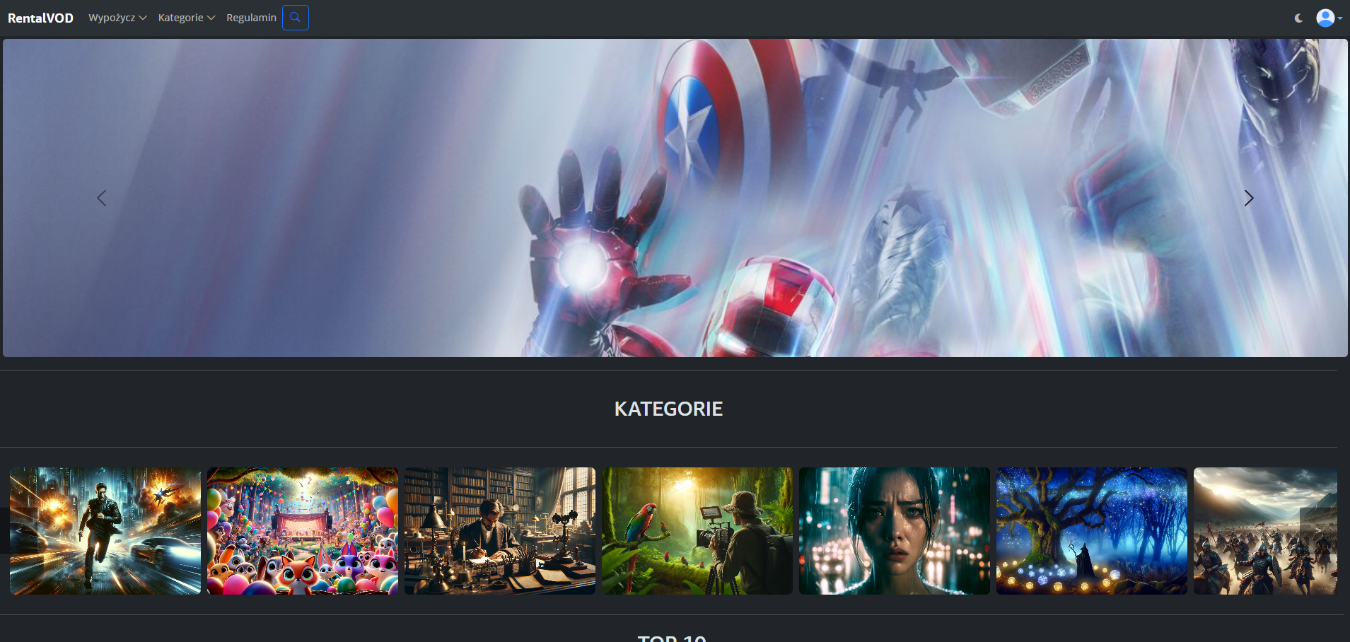 RentalVOD Wypożycz Kategorie Regulamin
KATEGORIE
TOP 10